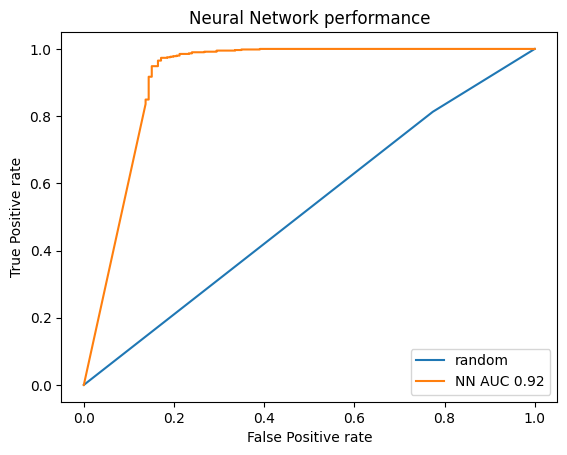 Neural Network performance
True Positive rate
1.0
0.8
0.6
0.4
0.2
0.0
random
NN AUC 0.92
0.0 0.2 0.4 0.6 0.8 1.0
False Positive rate